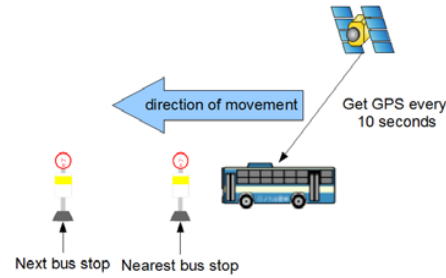 direction of movement
Get GPS every
10 seconds
Next bus stop
Nearest bus stop